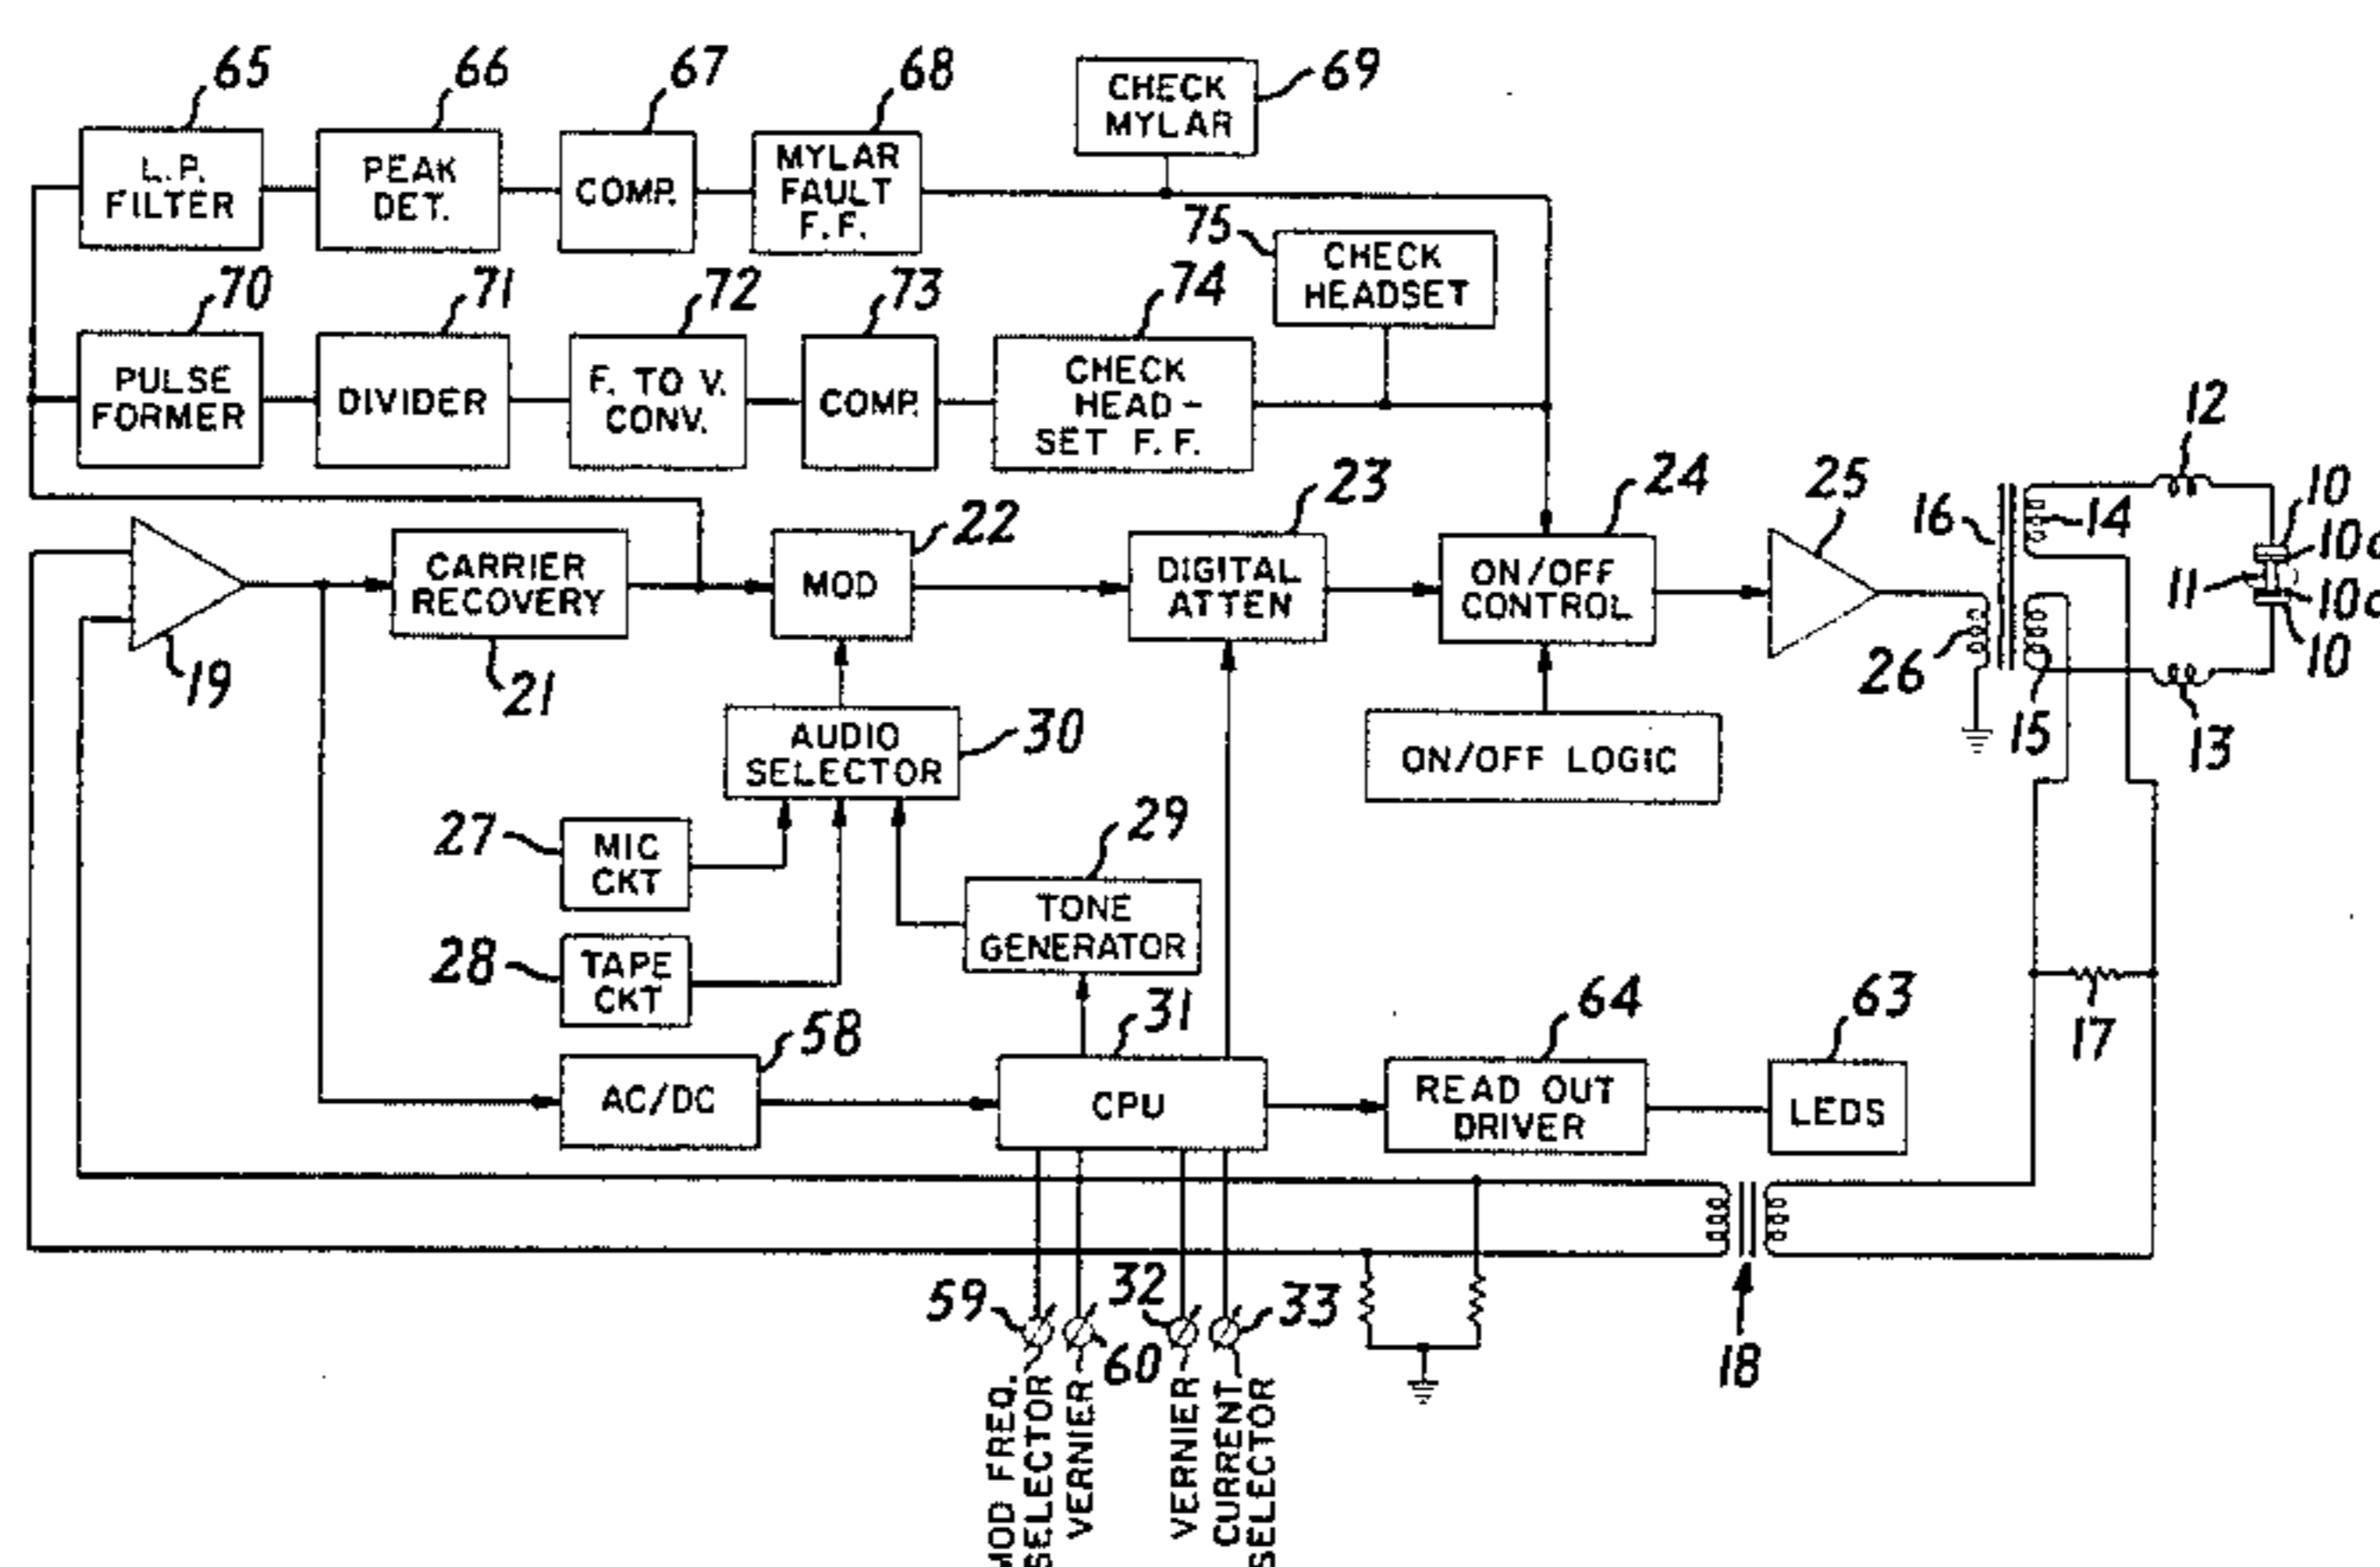 65
66
67
68
CHECK
MYLAR
69
L.P.
FILTER
PEAK
DET.
COMP.
MYLAR
FAULT
F.F.
75
CHECK
HEADSET
70
71
72
73
74
PULSE
FORMER
DIVIDER
F. TO V.
CONV.
COMP.
CHECK
HEAD-
SET F.F.
12
23
24
25
16
14
10
10a
11
10
22
CARRIER
RECOVERY
MOD
DIGITAL
ATTEN
ON/OFF
CONTROL
19
21
26
15
13
AUDIO
SELECTOR
30
ON/OFF LOGIC
27
MIC
CKT
29
TONE
GENERATOR
28
TAPE
CKT
58
31
64
63
17
AC/DC
CPU
READ OUT
DRIVER
LEDS
59
60
32
33
18
MOD FREQ.
SELECTOR
VERNIER
VERNIER
CURRENT
SELECTOR